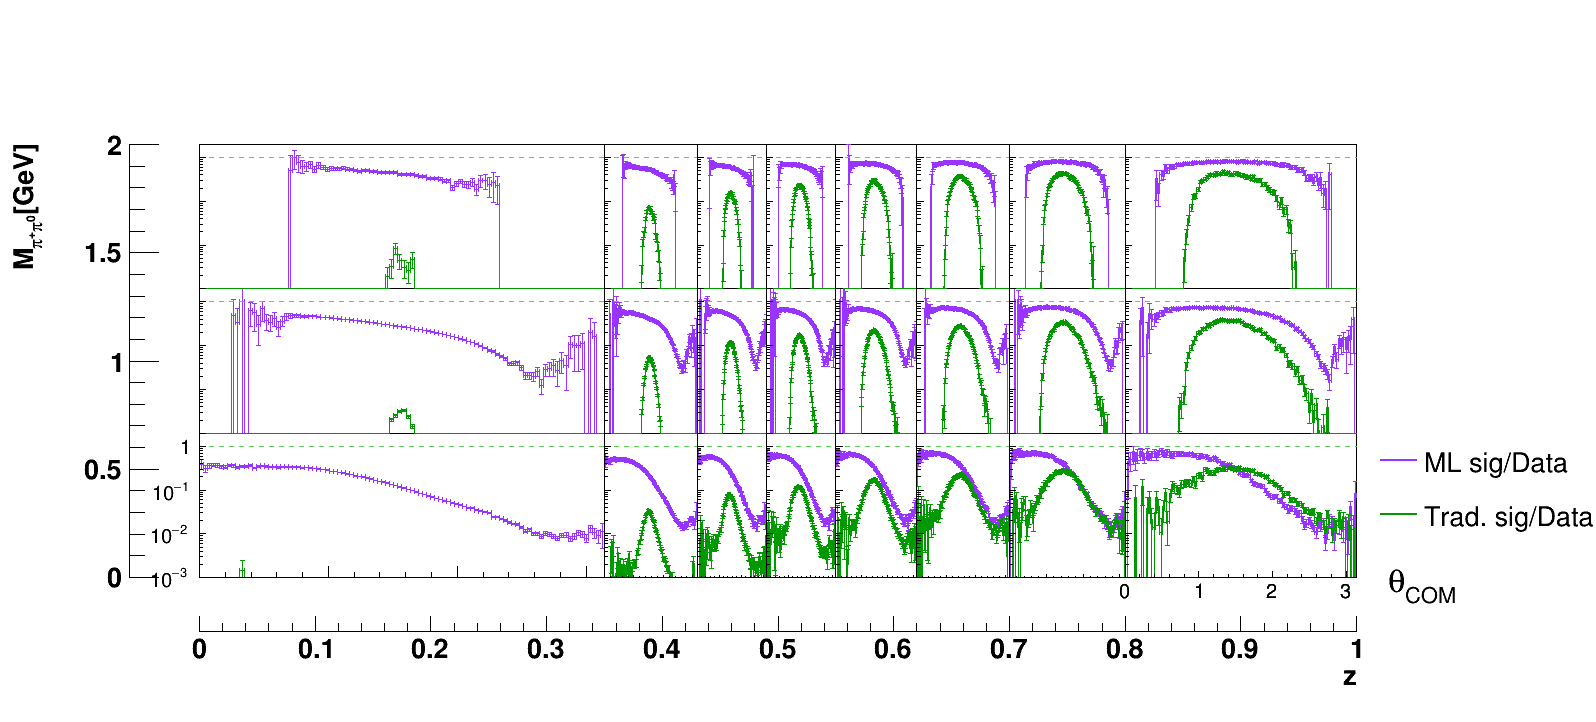 M π⁺π⁰ [GeV]
2
1.5
1
0.5
0
1
10⁻¹
10⁻²
10⁻³
ML sig/Data
Trad. sig/Data
0 1 2 3
θ COM
0 0.1 0.2 0.3 0.4 0.5 0.6 0.7 0.8 0.9 1
z